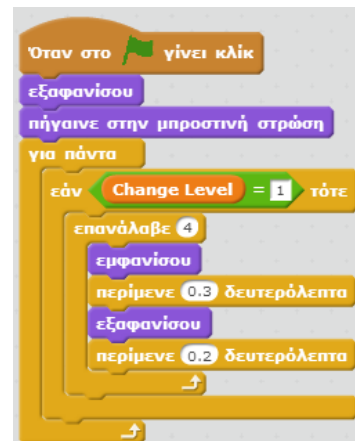 Όταν στο γίνει κλίκ
εξαφανίσου
πήγαινε στην μπροστινή στρώση
για πάντα
εάν Change Level = 1 τότε
επανάλαβε 4
εμφανίσου
περίμενε 0.3 δευτερόλεπτα
εξαφανίσου
περίμενε 0.2 δευτερόλεπτα